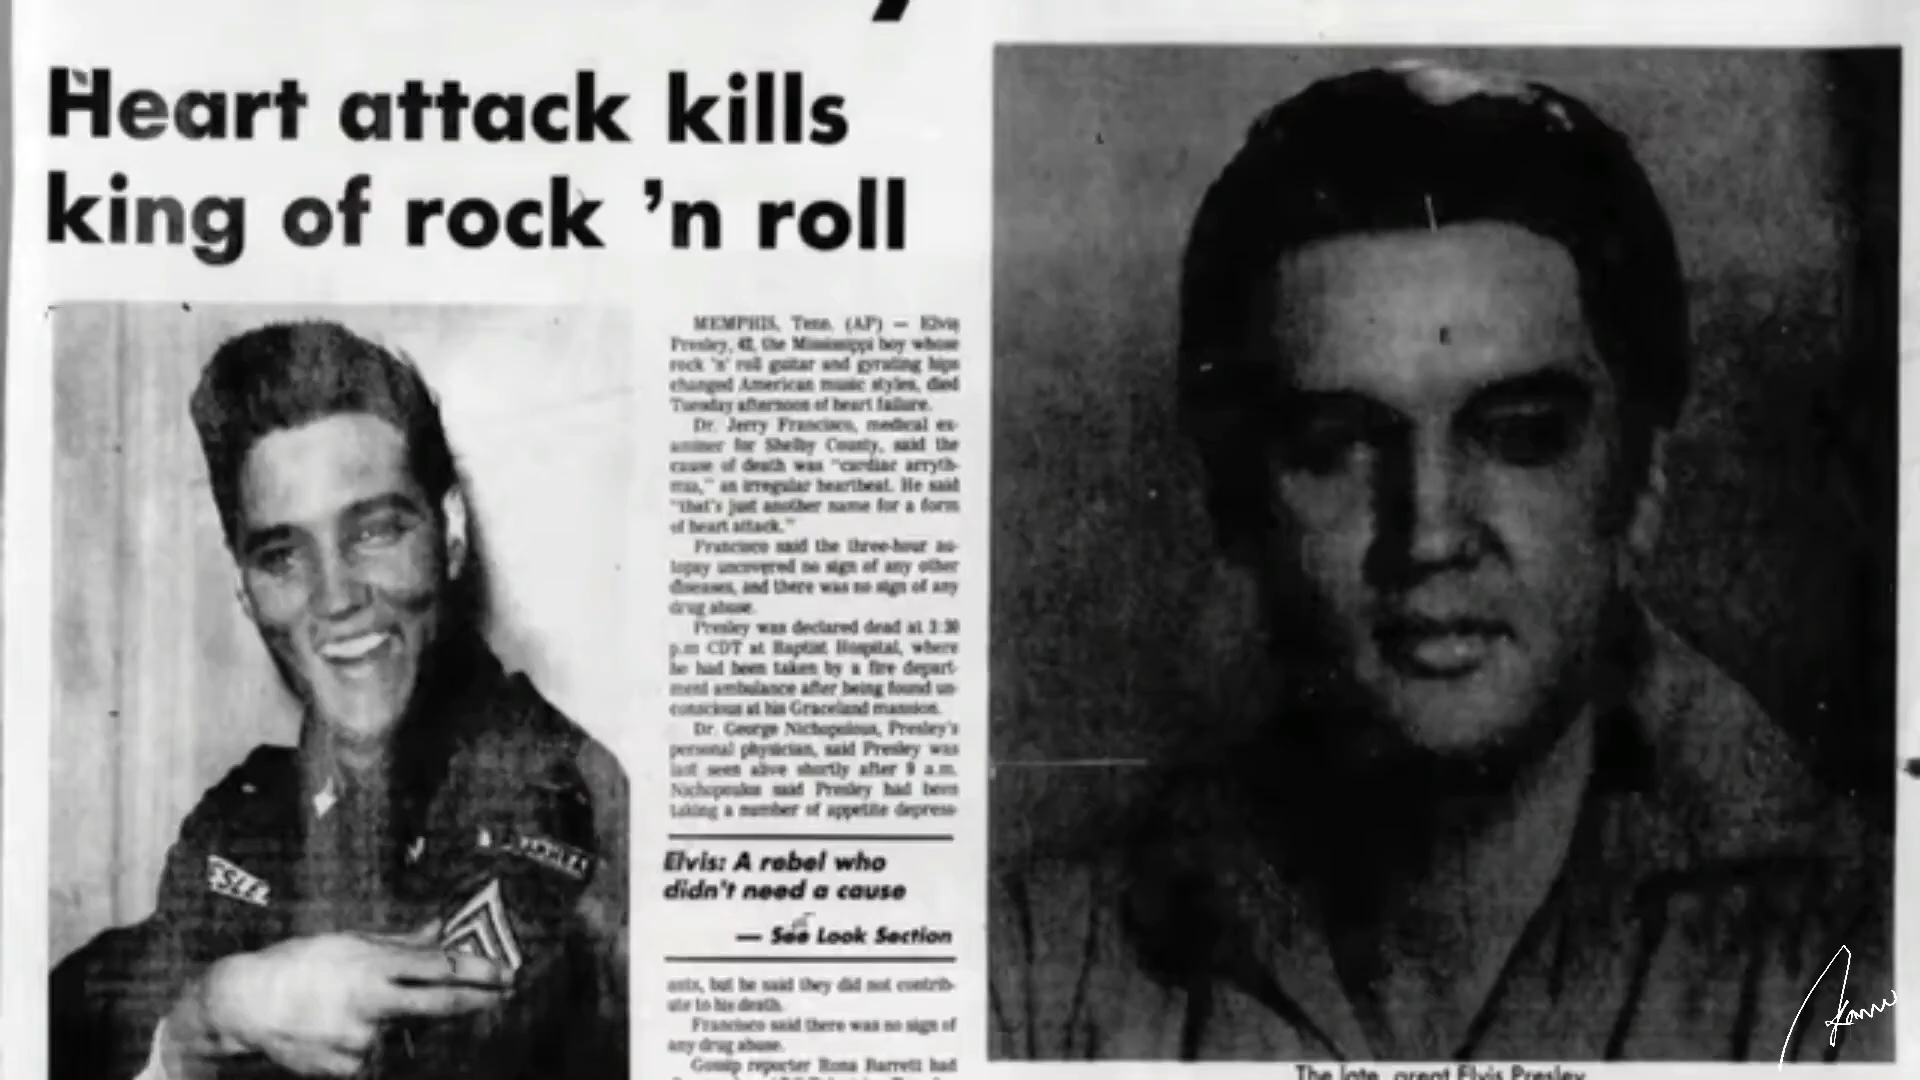 Heart attack kills
king of rock 'n roll
MEMPHIS, Tenn. (AP) — Elvis
Presley, 42, the Mississippi boy whose
rock 'n' roll guitar and gyrating hips
changed American music styles, died
Tuesday afternoon of heart failure.
Dr. Jerry Francisco, medical ex-
aminer for Shelby County, said the
cause of death was "cardiac arryth-
mia," an irregular heartbeat. He said
"that's just another name for a form
of heart attack."
Francisco said the three-hour au-
topsy uncovered no sign of any other
diseases, and there was no sign of any
drug abuse.
Presley was declared dead at 3:30
p.m CDT at Baptist Hospital, where
he had been taken by a fire depart-
ment ambulance after being found un-
conscious at his Graceland mansion.
Dr. George Nichopoulous, Presley's
personal physician, said Presley was
last seen alive shortly after 9 a.m.
Nichopoulos said Presley had been
taking a number of appetite depress-
Elvis: A rebel who
didn't need a cause
— See Look Section
ants, but he said they did not contrib-
ute to his death.
Francisco said there was no sign of
any drug abuse.
Gossip reporter Rona Barrett had
The late, great Elvis Presley